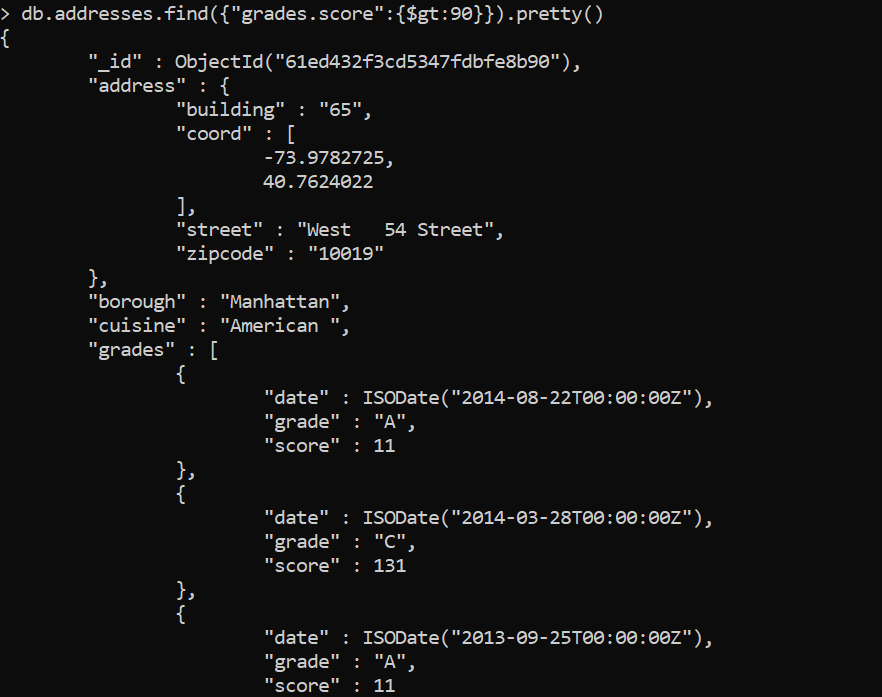 > db.addresses.find({"grades.score":{$gt:90}}).pretty()
{
        "_id" : ObjectId("61ed432f3cd5347fdbfe8b90"),
        "address" : {
                "building" : "65",
                "coord" : [
                        -73.9782725,
                        40.7624022
                ],
                "street" : "West   54 Street",
                "zipcode" : "10019"
        },
        "borough" : "Manhattan",
        "cuisine" : "American ",
        "grades" : [
                {
                        "date" : ISODate("2014-08-22T00:00:00Z"),
                        "grade" : "A",
                        "score" : 11
                },
                {
                        "date" : ISODate("2014-03-28T00:00:00Z"),
                        "grade" : "C",
                        "score" : 131
                },
                {
                        "date" : ISODate("2013-09-25T00:00:00Z"),
                        "grade" : "A",
                        "score" : 11